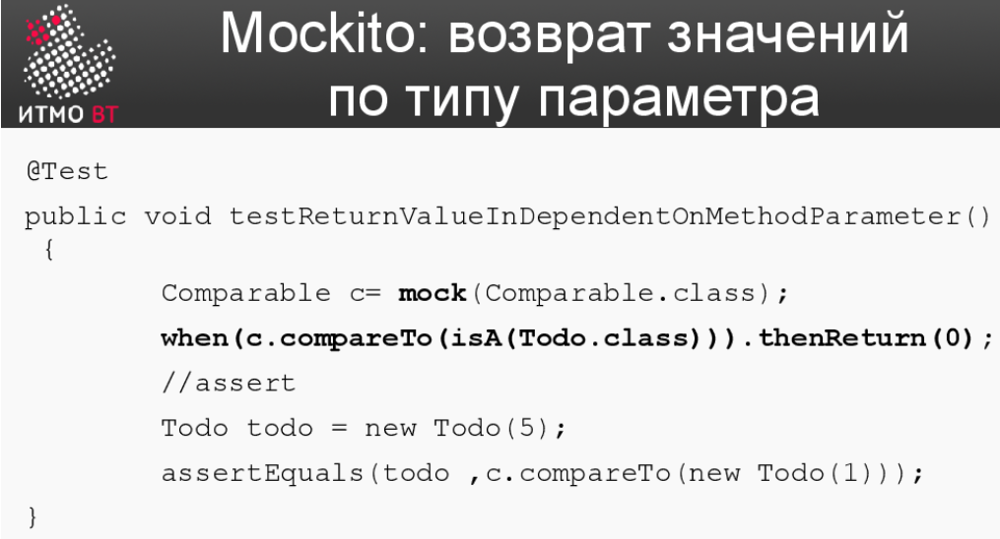 Mockito: возврат значений
по типу параметра
ИТМО ВТ
@Test
public void testReturnValueInDependentOnMethodParameter()
{
Comparable c= mock(Comparable.class);
when(c.compareTo(isA(Todo.class))).thenReturn(0);
//assert
Todo todo = new Todo(5);
assertEquals(todo ,c.compareTo(new Todo(1)));
}